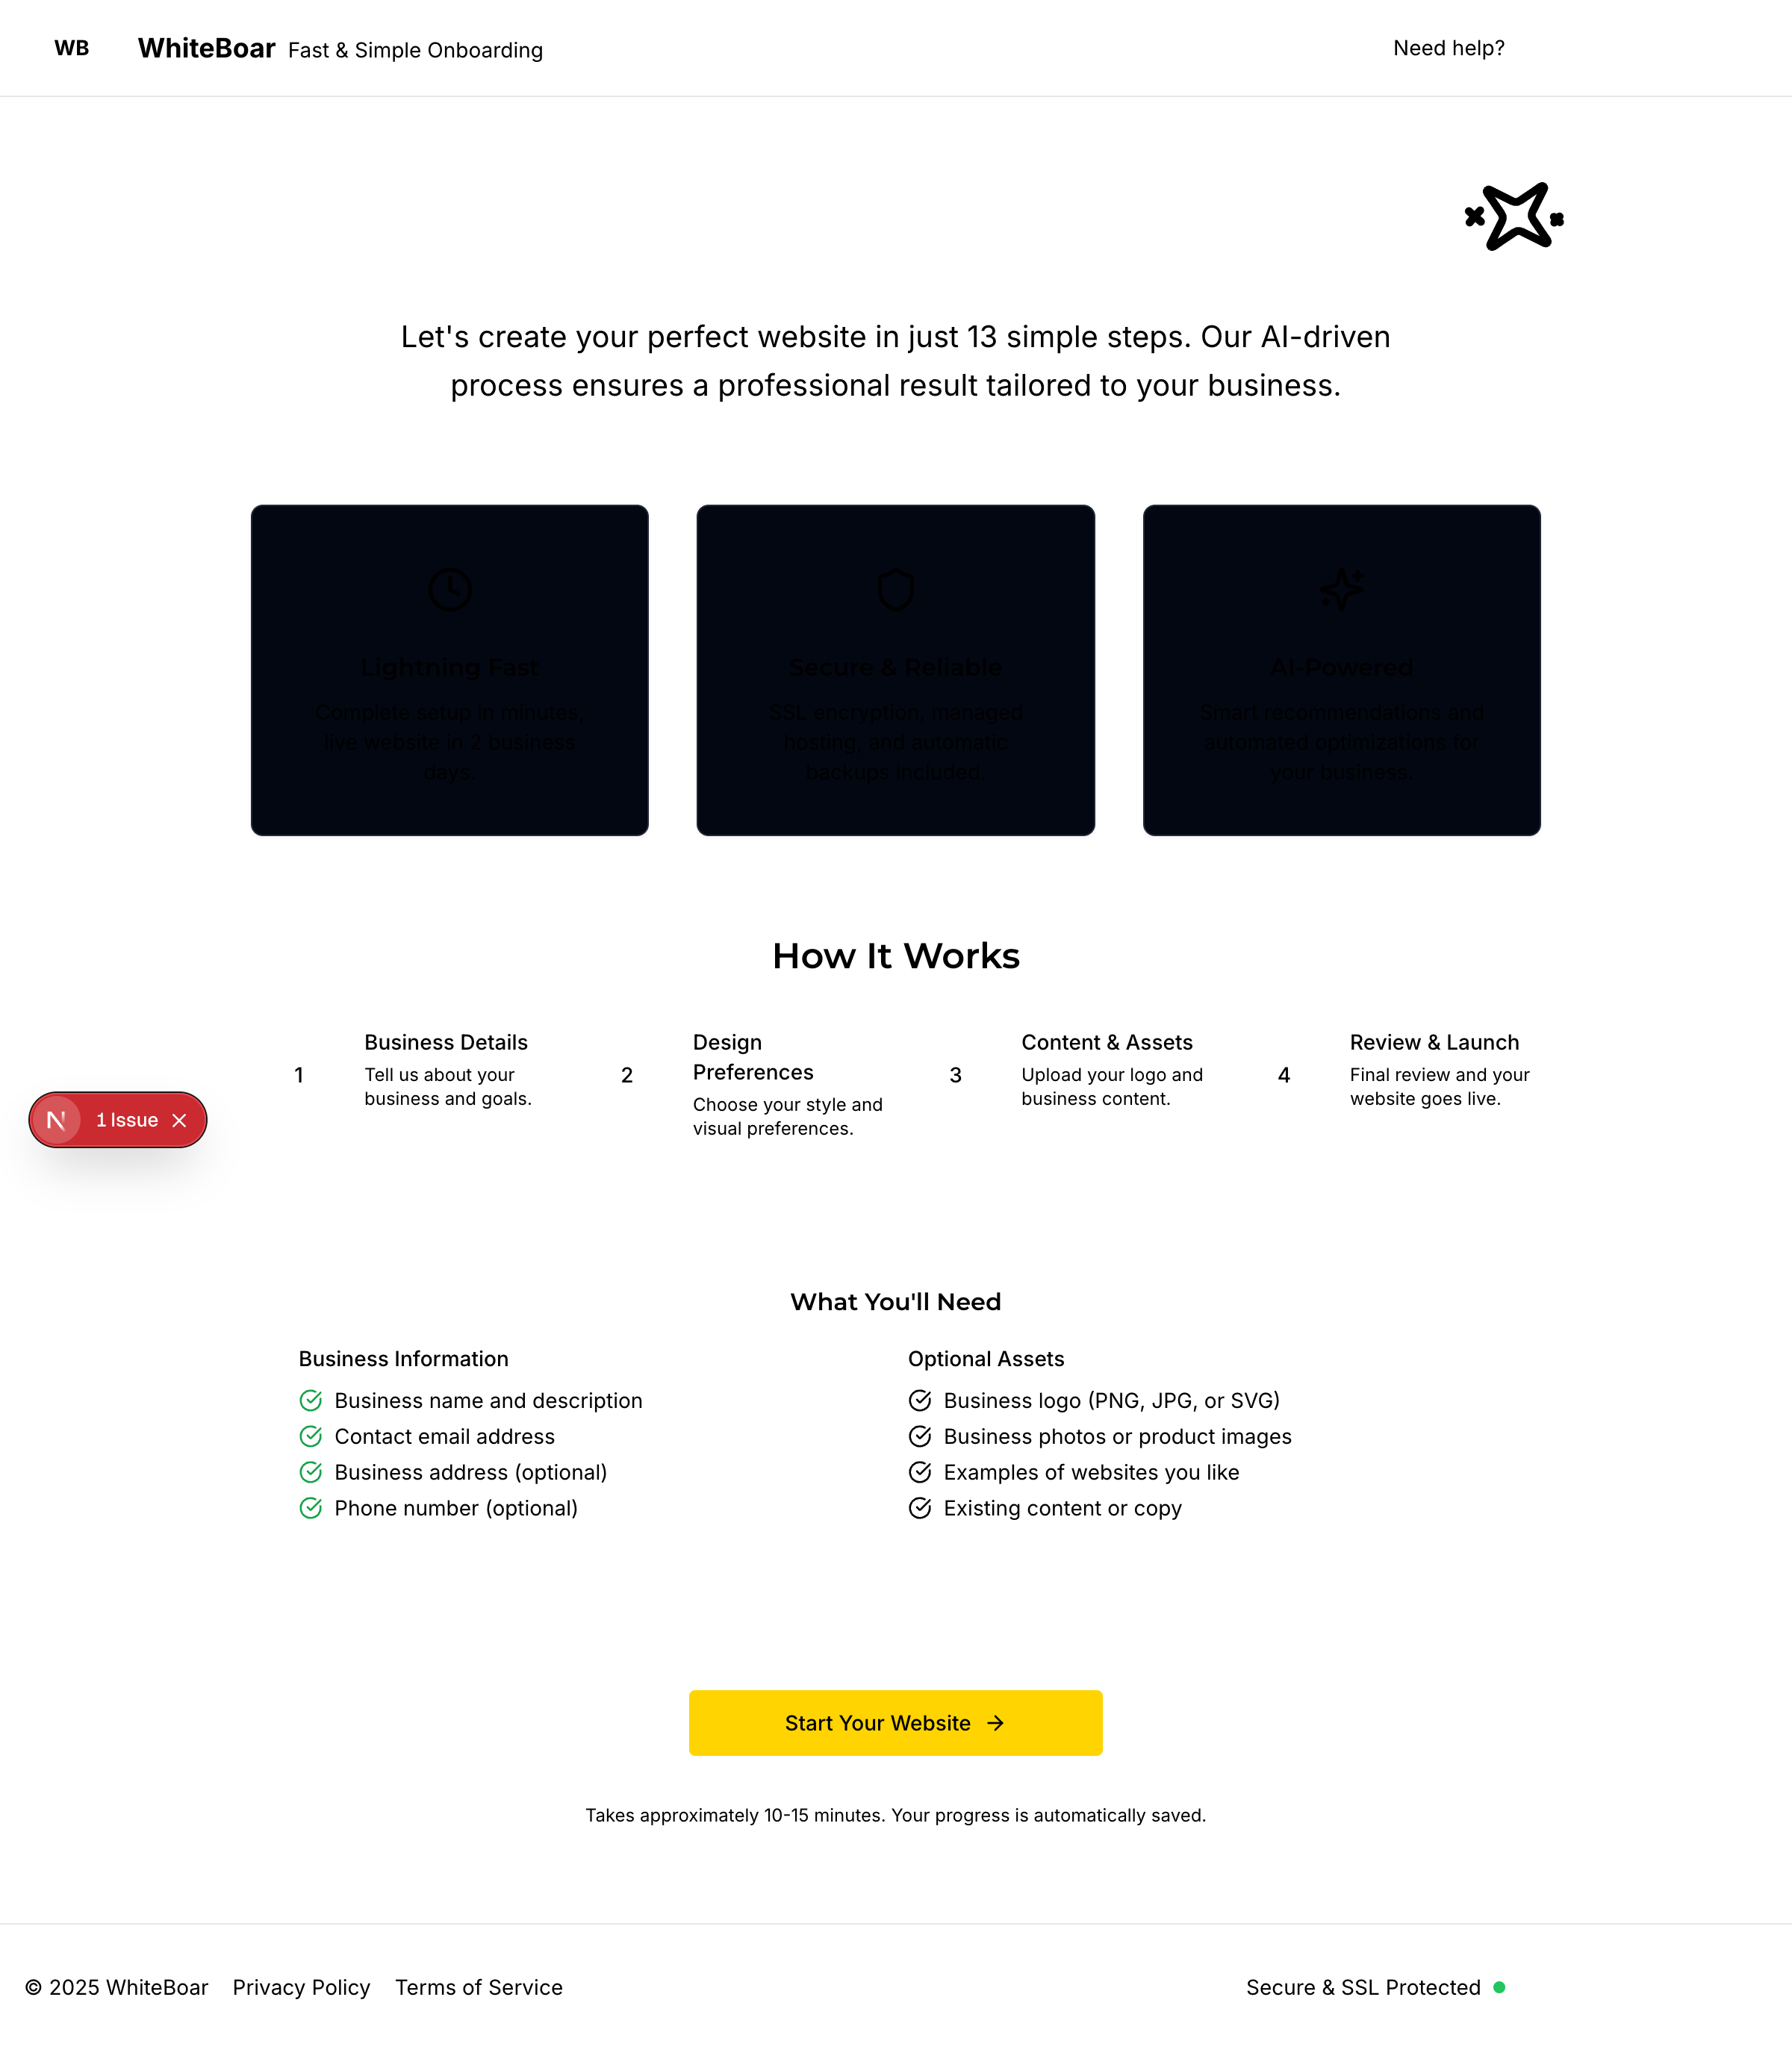 WB WhiteBoar Fast & Simple Onboarding Need help?
Let's create your perfect website in just 13 simple steps. Our AI-driven
process ensures a professional result tailored to your business.
Lightning Fast
Complete setup in minutes,
live website in 2 business
days.
Secure & Reliable
SSL encryption, managed
hosting, and automatic
backups included.
AI-Powered
Smart recommendations and
automated optimizations for
your business.
How It Works
1
Business Details
Tell us about your
business and goals.
2
Design
Preferences
Choose your style and
visual preferences.
3
Content & Assets
Upload your logo and
business content.
4
Review & Launch
Final review and your
website goes live.
N 1 Issue
What You'll Need
Business Information
Business name and description
Contact email address
Business address (optional)
Phone number (optional)
Optional Assets
Business logo (PNG, JPG, or SVG)
Business photos or product images
Examples of websites you like
Existing content or copy
Start Your Website
Takes approximately 10-15 minutes. Your progress is automatically saved.
© 2025 WhiteBoar Privacy Policy Terms of Service Secure & SSL Protected